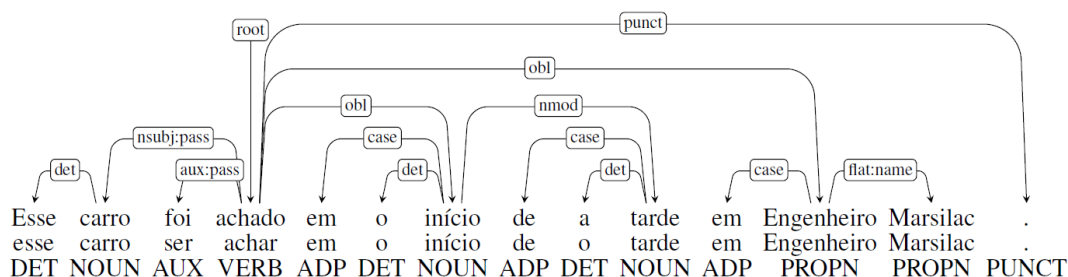 root punct
obl
obl nmod
nsubj:pass case case
det aux:pass det det case flat:name
Esse carro foi achado em o início de a tarde em Engenheiro Marsilac .
esse carro ser achar em o início de o tarde em Engenheiro Marsilac .
DET NOUN AUX VERB ADP DET NOUN ADP DET NOUN ADP PROPN PROPN PUNCT